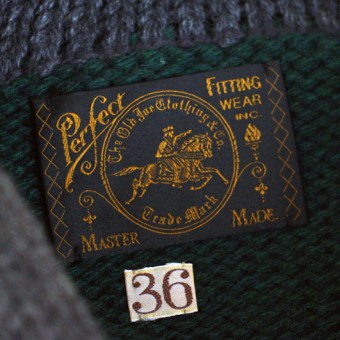 Perfect
FITTING
WEAR
INC.
The Old Joe Clothing & Co.
Trade Mark
MASTER MADE
36